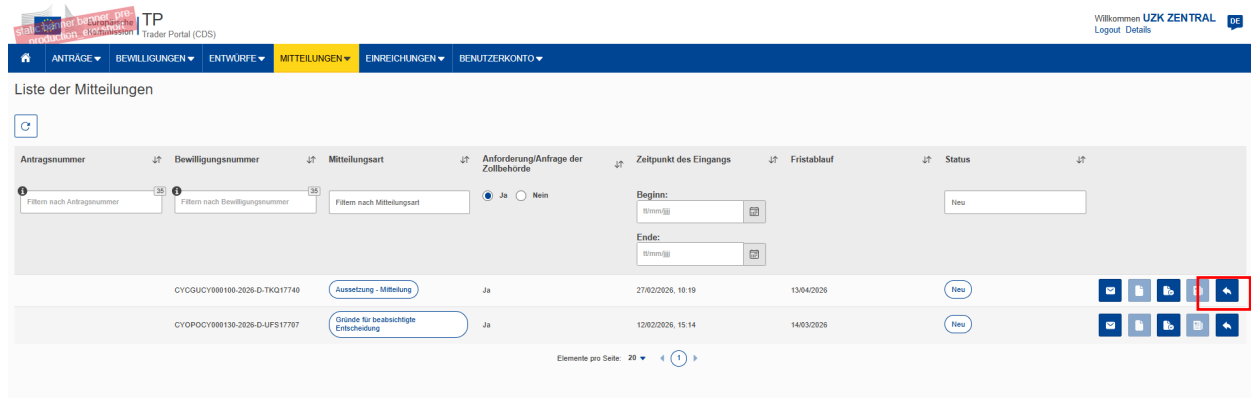 static banner banner_pre-
production_environ
Europäische
Kommission
TP
Trader Portal (CDS)
Willkommen UZK ZENTRAL
DE
Logout Details
ANTRÄGE
BEWILLIGUNGEN
ENTWÜRFE
MITTEILUNGEN
EINREICHUNGEN
BENUTZERKONTO
Liste der Mitteilungen
Antragsnummer
Bewilligungsnummer
Mitteilungsart
Anforderung/Anfrage der
Zollbehörde
Zeitpunkt des Eingangs
Fristablauf
Status
35
35
Filtern nach Antragsnummer
Filtern nach Bewilligungsnummer
Filtern nach Mitteilungsart
Ja
Nein
Beginn:
tt/mm/jjjj
Neu
Ende:
tt/mm/jjjj
CYCGUCY000100-2026-D-TKQ17740
Aussetzung - Mitteilung
Ja
27/02/2026, 10:19
13/04/2026
Neu
CYOPOCY000130-2026-D-UFS17707
Gründe für beabsichtigte
Entscheidung
Ja
12/02/2026, 15:14
14/03/2026
Neu
Elemente pro Seite: 20
1